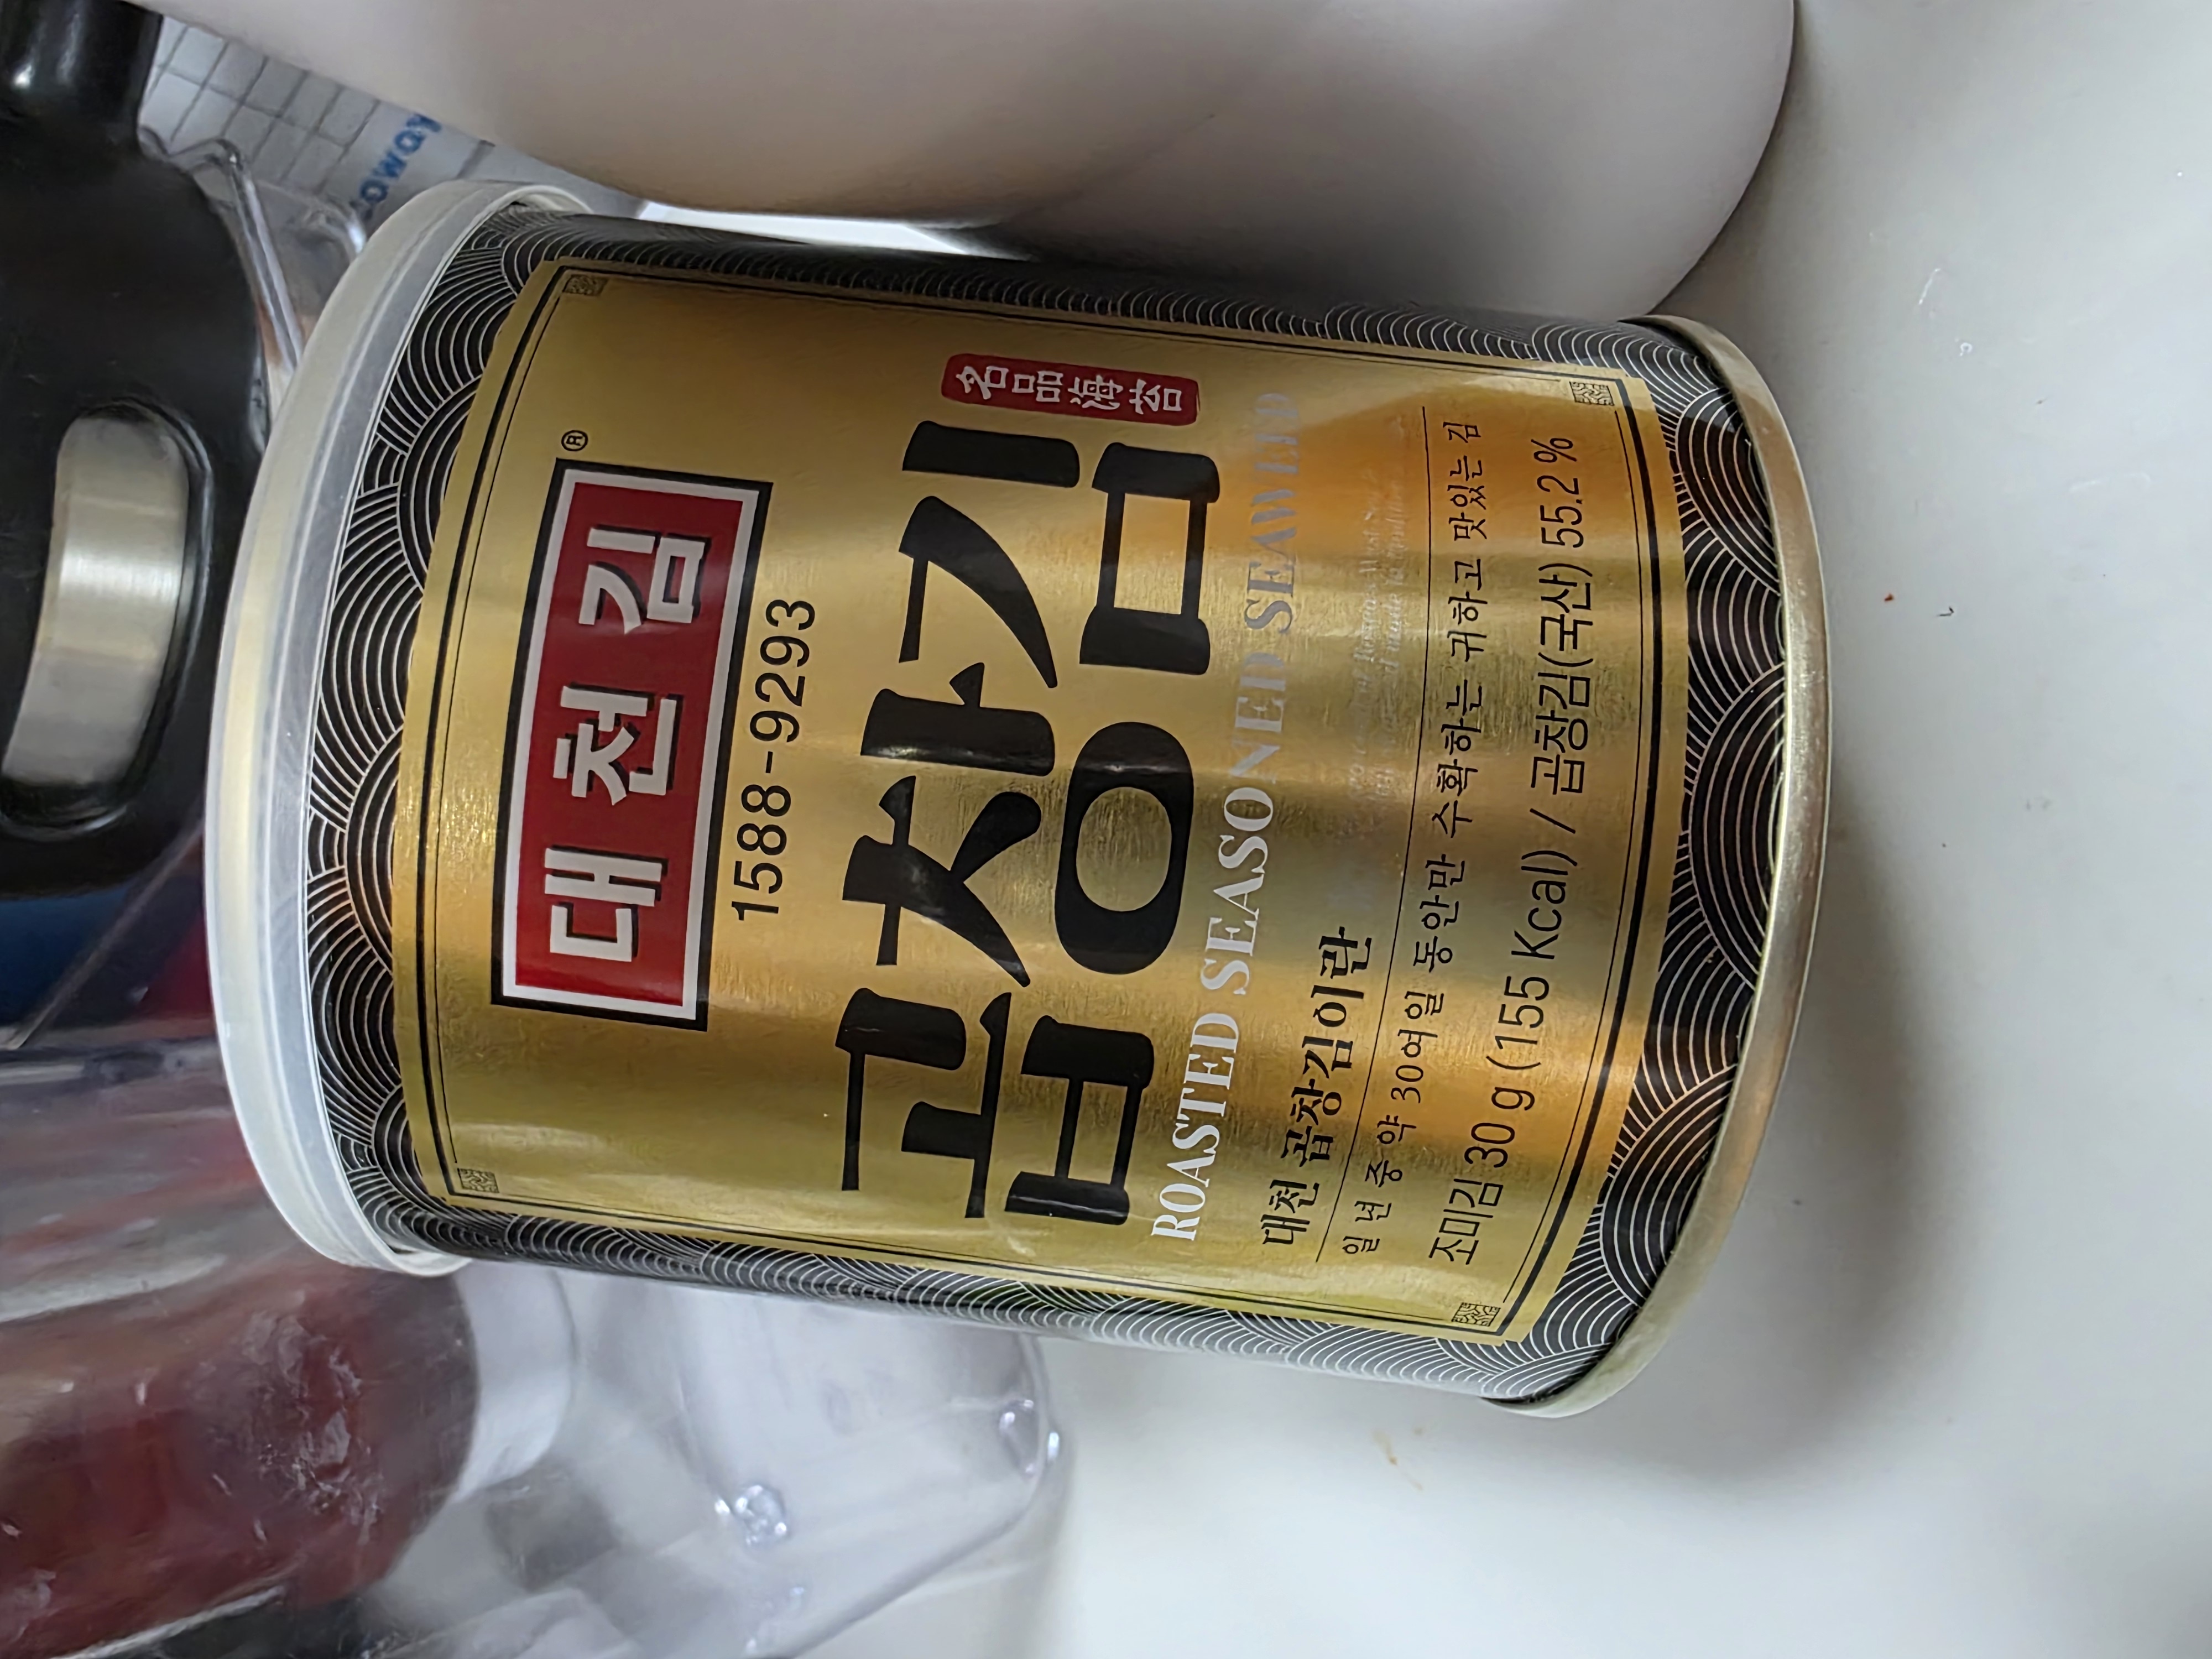 대천김®
1588-9293
곱창김
名品海苔
ROASTED SEASONED SEAWEED
대천 곱창김이란
일 년 중 약 30여일 동안만 수확하는 귀하고 맛있는 김
조미김 30 g (155 Kcal) / 곱창김(국산) 55.2 %